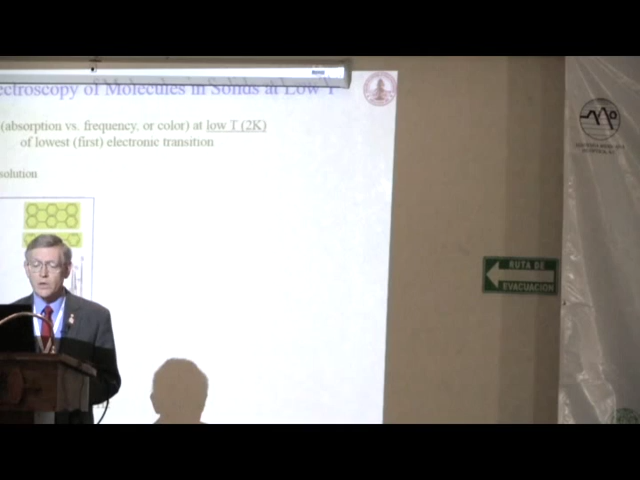 ectroscopy of Molecules in Solids at Low T
(absorption vs. frequency, or color) at low T (2K)
of lowest (first) electronic transition
solution
RUTA DE
EVACUACION